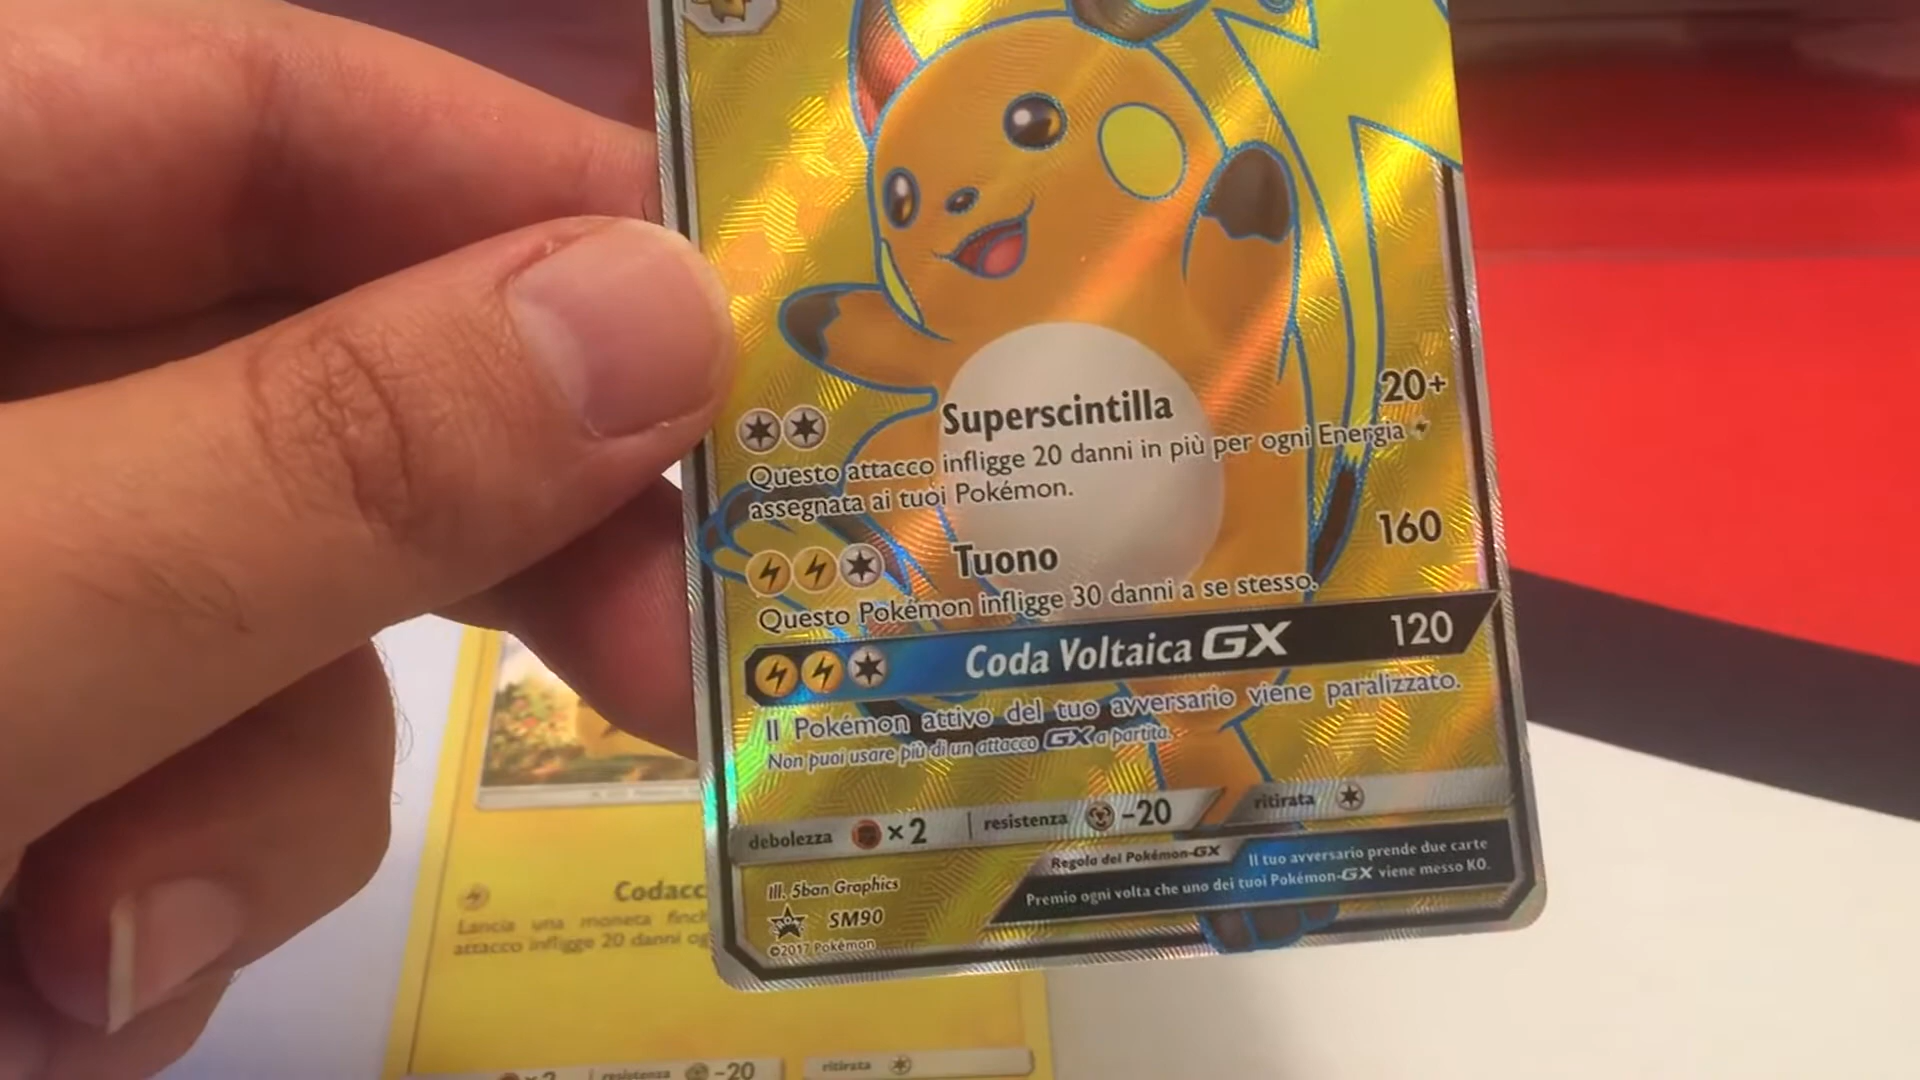 Superscintilla 20+
Questo attacco infligge 20 danni in più per ogni Energia
assegnata ai tuoi Pokémon.
Tuono 160
Questo Pokémon infligge 30 danni a se stesso.
Coda Voltaica GX 120
Il Pokémon attivo del tuo avversario viene paralizzato.
Non puoi usare più di un attacco GX a partita.
debolezza ×2 resistenza -20 ritirata
Regola dei Pokémon-GX Il tuo avversario prende due carte
Premio ogni volta che uno dei tuoi Pokémon-GX viene messo KO.
Ill. 5ban Graphics
SM90
©2017 Pokémon
Codacc
Lancia una moneta finch
attacco infligge 20 danni og
×2 resistenza -20 ritirata